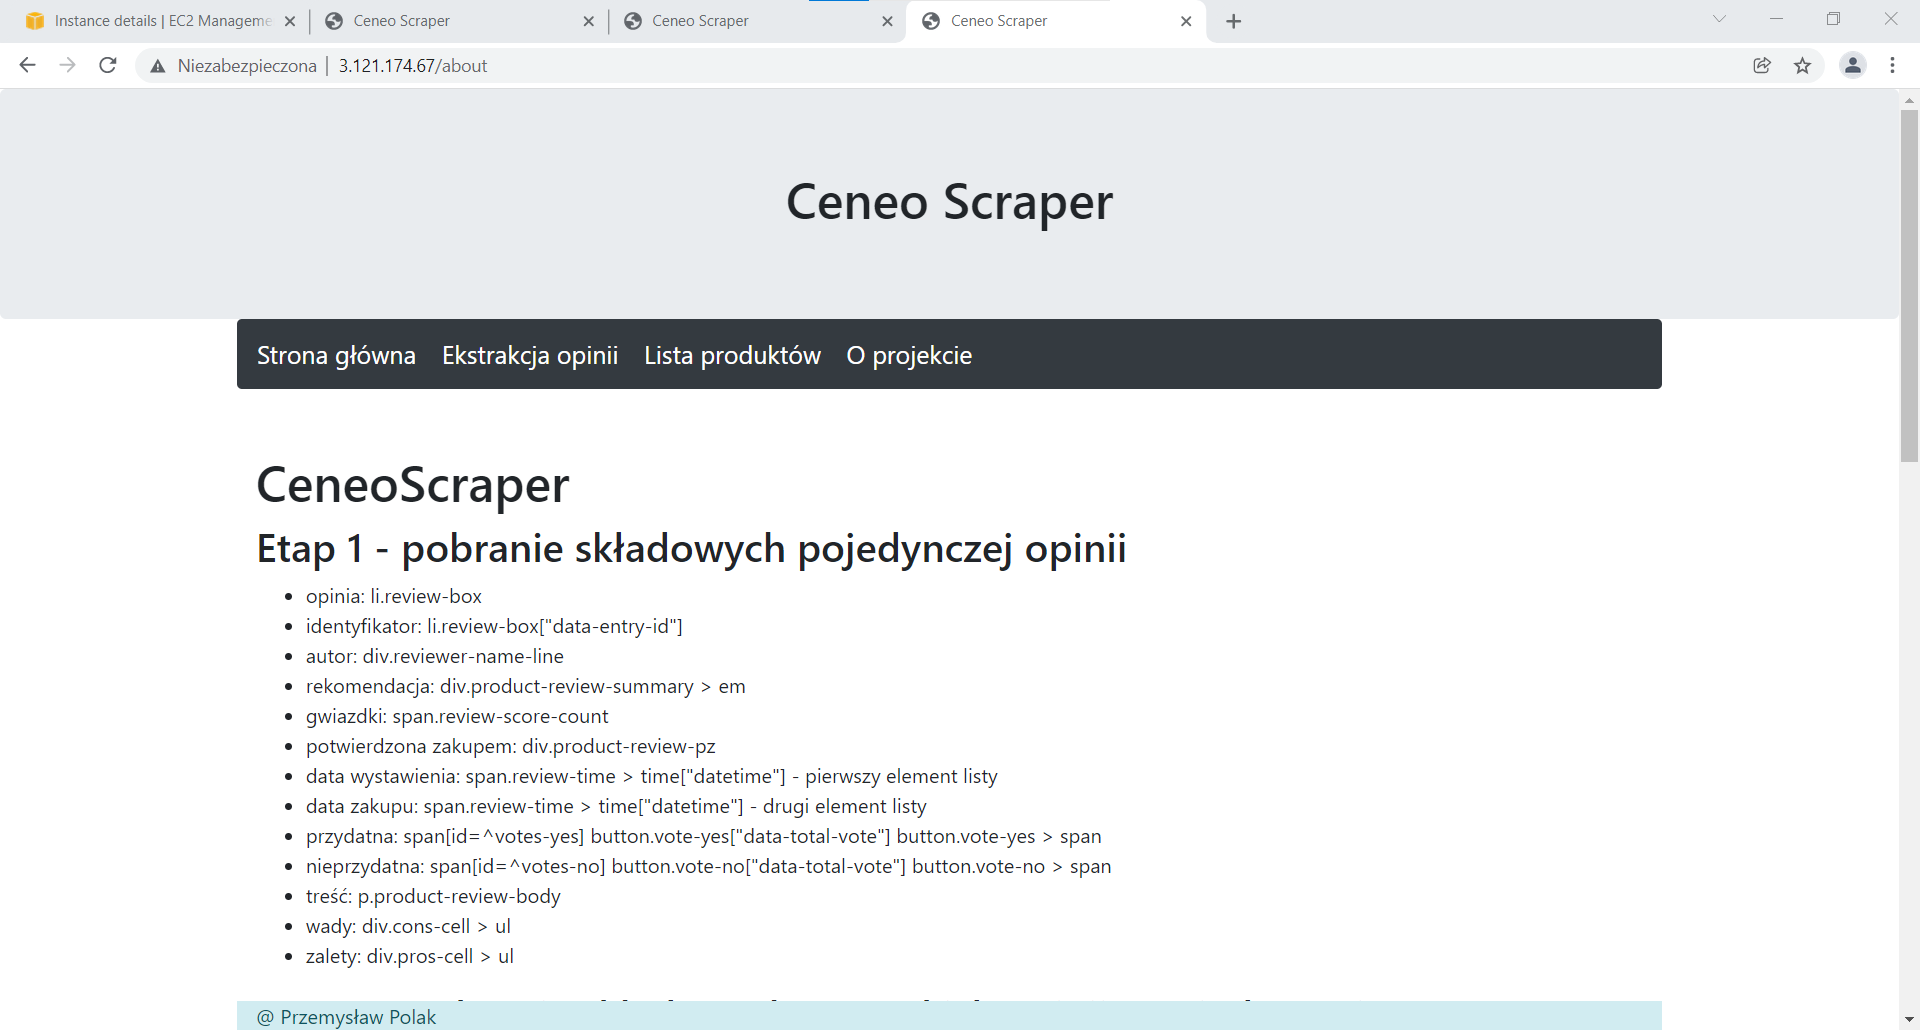 Instance details | EC2 Manageme
Ceneo Scraper
Ceneo Scraper
Ceneo Scraper
Niezabezpieczona | 3.121.174.67/about
Ceneo Scraper
Strona główna Ekstrakcja opinii Lista produktów O projekcie
CeneoScraper
Etap 1 - pobranie składowych pojedynczej opinii
• opinia: li.review-box
• identyfikator: li.review-box["data-entry-id"]
• autor: div.reviewer-name-line
• rekomendacja: div.product-review-summary > em
• gwiazdki: span.review-score-count
• potwierdzona zakupem: div.product-review-pz
• data wystawienia: span.review-time > time["datetime"] - pierwszy element listy
• data zakupu: span.review-time > time["datetime"] - drugi element listy
• przydatna: span[id=^votes-yes] button.vote-yes["data-total-vote"] button.vote-yes > span
• nieprzydatna: span[id=^votes-no] button.vote-no["data-total-vote"] button.vote-no > span
• treść: p.product-review-body
• wady: div.cons-cell > ul
• zalety: div.pros-cell > ul
@ Przemysław Polak